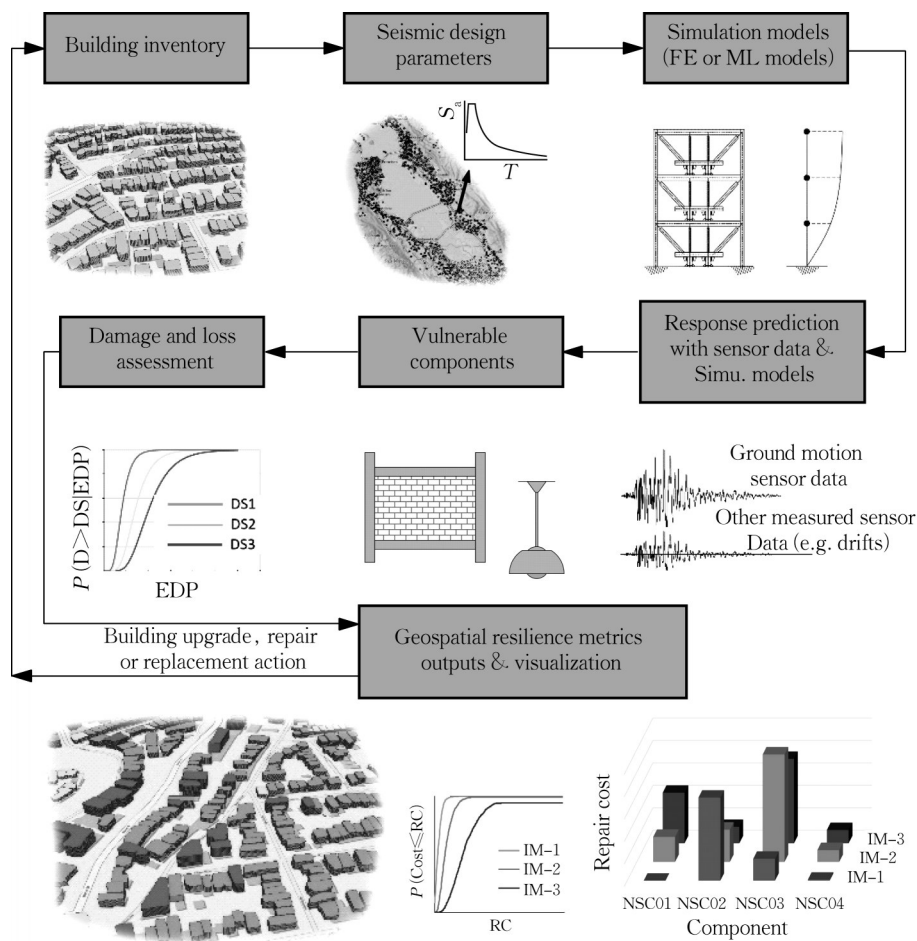 Building inventory
Seismic design
parameters
Simulation models
(FE or ML models)
Sa
T
Damage and loss
assessment
Vulnerable
components
Response prediction
with sensor data &
Simu. models
P (D>DS|EDP)
DS1
DS2
DS3
EDP
Ground motion
sensor data
Other measured sensor
Data (e.g. drifts)
Building upgrade, repair
or replacement action
Geospatial resilience metrics
outputs & visualization
P (Cost≤RC)
IM-1
IM-2
IM-3
RC
Repair cost
IM-3
IM-2
IM-1
NSC01 NSC02 NSC03 NSC04
Component